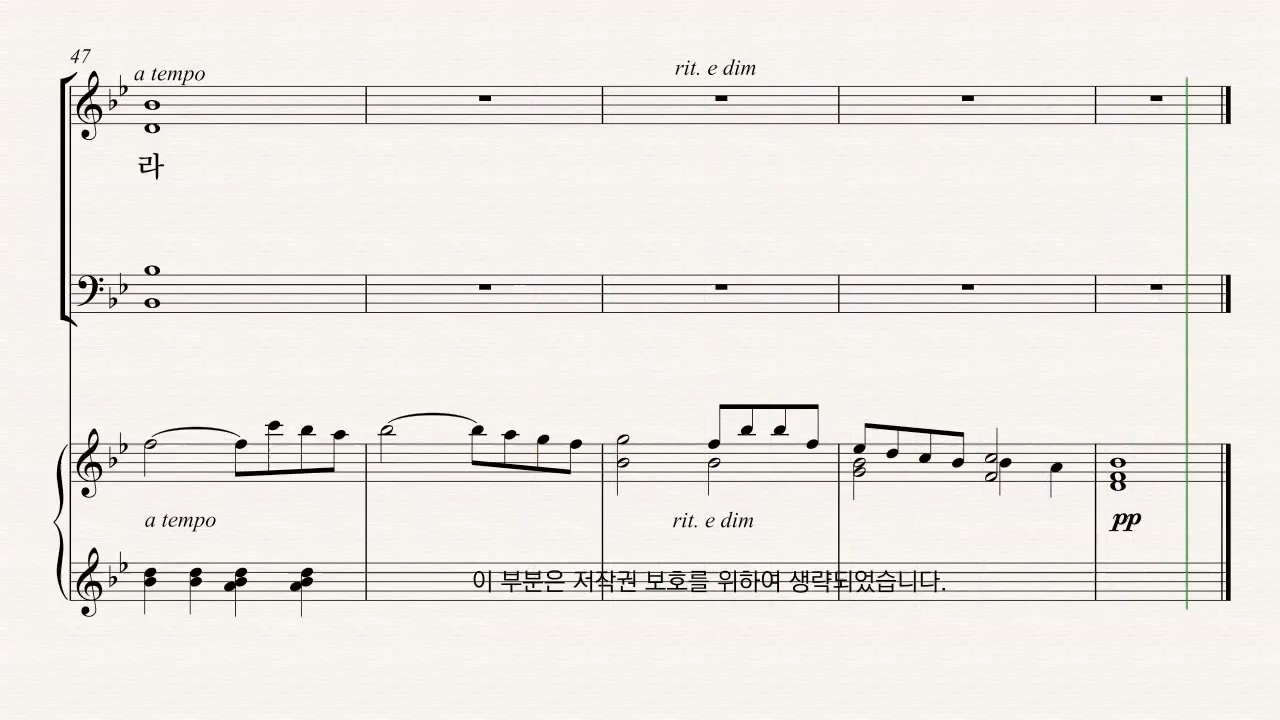 47
a tempo
rit. e dim
라
a tempo
rit. e dim
pp
이 부분은 저작권 보호를 위하여 생략되었습니다.